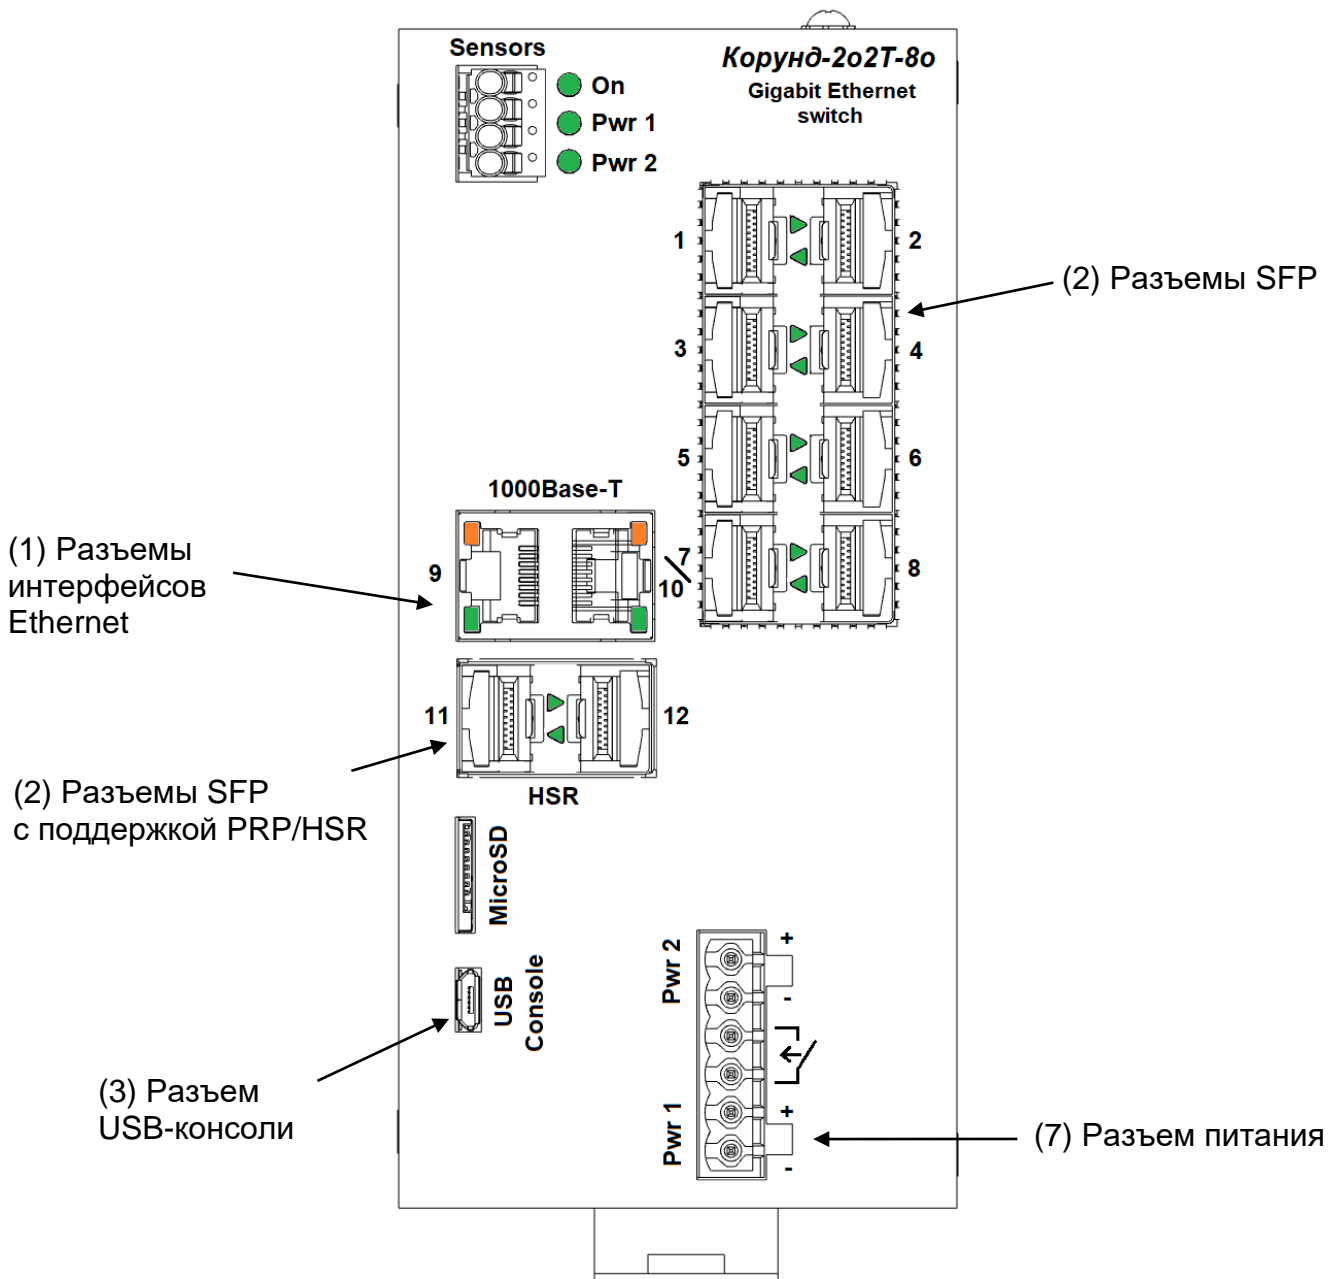 Sensors
On
Pwr 1
Pwr 2
Корунд-2о2Т-8о
Gigabit Ethernet
switch
1
2
(2) Разъемы SFP
3
4
5
6
1000Base-T
7
8
(1) Разъемы
интерфейсов
Ethernet
9
10
11
12
HSR
(2) Разъемы SFP
с поддержкой PRP/HSR
MicroSD
USB
Console
(3) Разъем
USB-консоли
Pwr 2
+
-
Pwr 1
+
-
(7) Разъем питания